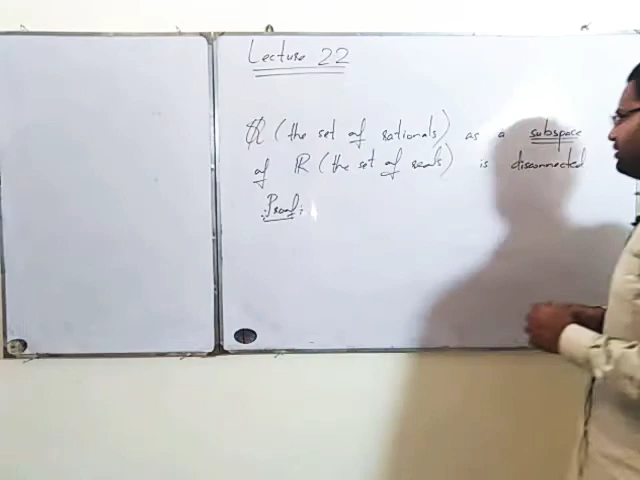 Lecture 22
ℚ (the set of rationals) as a subspace
of ℝ (the set of reals) is disconnected
:Proof: